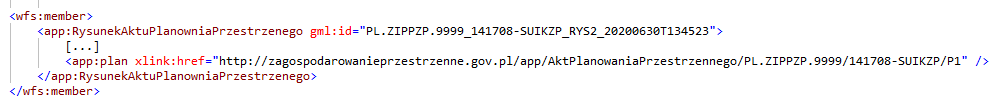 <wfs:member>
<app:RysunekAktuPlanowniaPrzestrzenego gml:id="PL.ZIPPZP.9999_141708-SUIKZP_RYS2_20200630T134523">
[...]
<app:plan xlink:href="http://zagospodarowanieprzestrzenne.gov.pl/app/AktPlanowaniaPrzestrzennego/PL.ZIPPZP.9999/141708-SUIKZP/P1" />
</app:RysunekAktuPlanowniaPrzestrzenego>
</wfs:member>